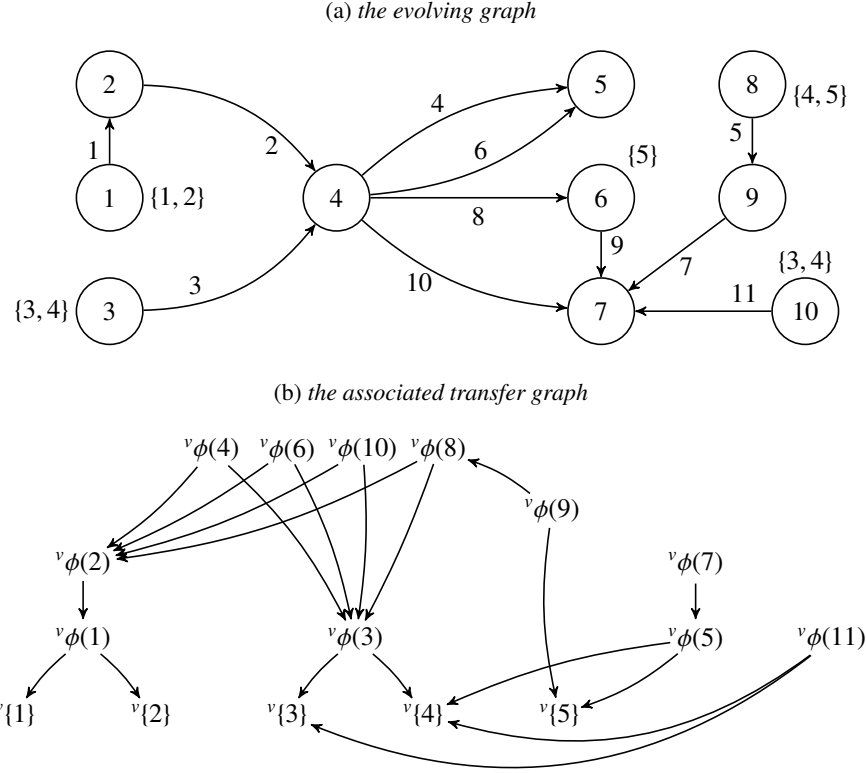 (a) the evolving graph
2
4
5
8
{4, 5}
1
2
6
5
{5}
1
{1, 2}
4
8
6
9
3
9
7
{3, 4}
{3, 4}
3
10
7
11
10
(b) the associated transfer graph
vϕ(4)
vϕ(6)
vϕ(10)
vϕ(8)
vϕ(9)
vϕ(2)
vϕ(7)
vϕ(1)
vϕ(3)
vϕ(5)
vϕ(11)
v{1}
v{2}
v{3}
v{4}
v{5}